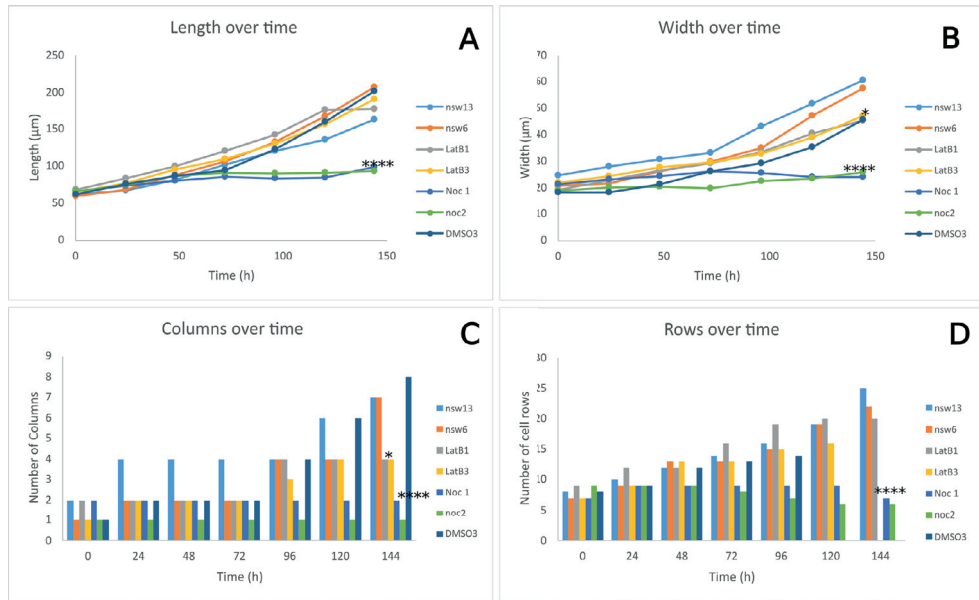 Length over time
A
250
200
150
100
50
0
Length (µm)
0 50 100 150
Time (h)
****
nsw13
nsw6
LatB1
LatB3
Noc 1
noc2
DMSO3
Width over time
B
70
60
50
40
30
20
10
0
Width (µm)
0 50 100 150
Time (h)
*
****
nsw13
nsw6
LatB1
LatB3
Noc 1
noc2
DMSO3
Columns over time
C
9
8
7
6
5
4
3
2
1
0
Number of Columns
0 24 48 72 96 120 144
Time (h)
*
****
nsw13
nsw6
LatB1
LatB3
Noc 1
noc2
DMSO3
Rows over time
D
30
25
20
15
10
5
0
Number of cell rows
0 24 48 72 96 120 144
Time (h)
****
nsw13
nsw6
LatB1
LatB3
Noc 1
noc2
DMSO3